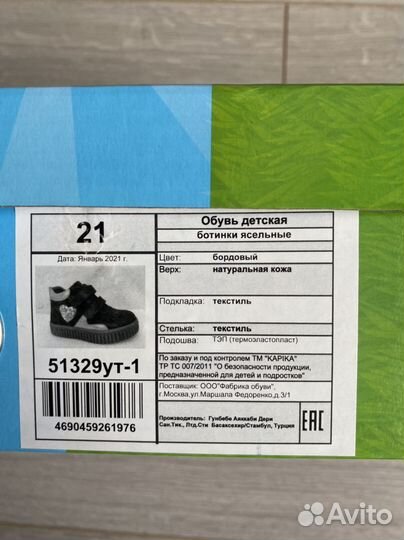 21
Дата: Январь 2021 г.
51329ут-1
4690459261976
Обувь детская
ботинки ясельные
Цвет: бордовый
Верх: натуральная кожа
Подкладка: текстиль
Стелька: текстиль
Подошва: ТЭП (термоэластопласт)
По заказу и под контролем ТМ "KAPIKA"
ТР ТС 007/2011 "О безопасности продукции,
предназначенной для детей и подростков"
Поставщик: ООО"Фабрика обуви",
г.Москва,ул.Маршала Федоренко,д.3/1
Производитель: Гунбебе Аяккаби Дери
Сан.Тик., Лтд.Сти Басаксехир/Стамбул, Турция
EAC
Avito